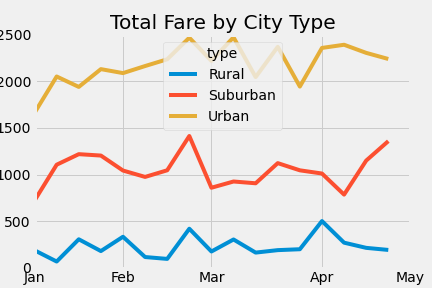 Total Fare by City Type
2500
2000
1500
1000
500
0
type
Rural
Suburban
Urban
Jan Feb Mar Apr May